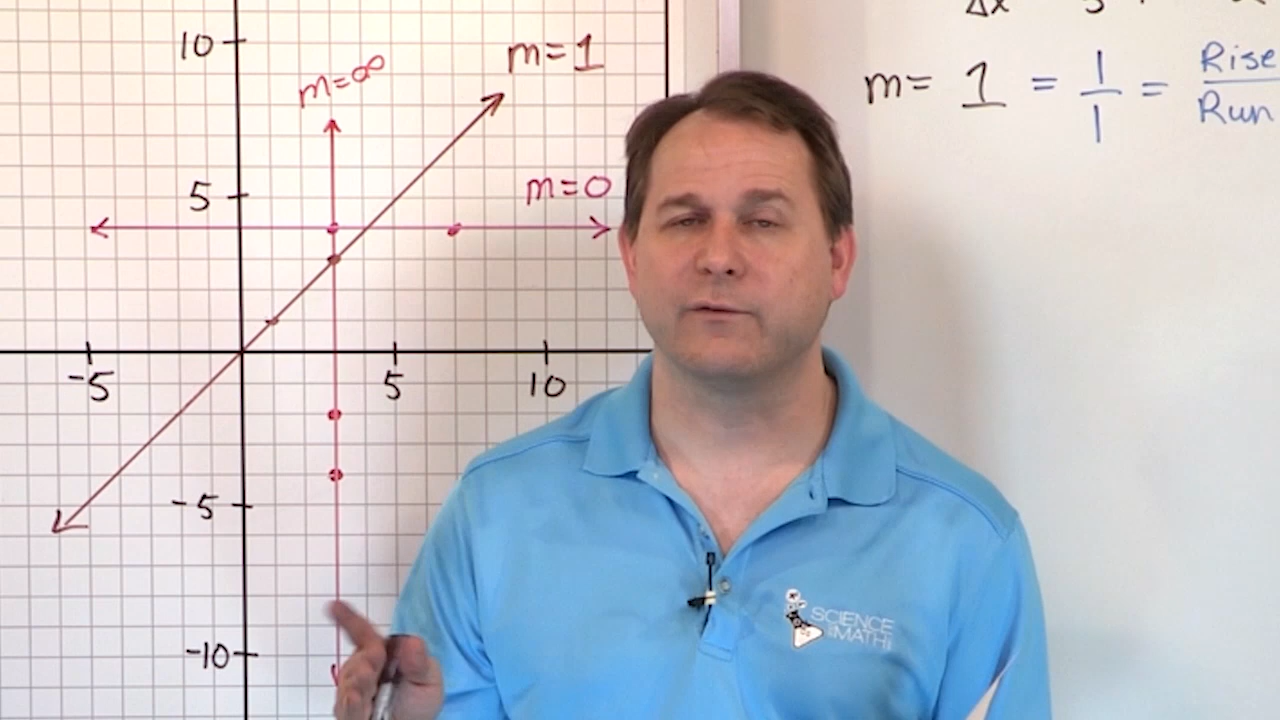 10
m=∞
m=1
5
m=0
-5
5
10
-5
-10
m= 1 = 1/1 = Rise/Run
SCIENCE
MATH